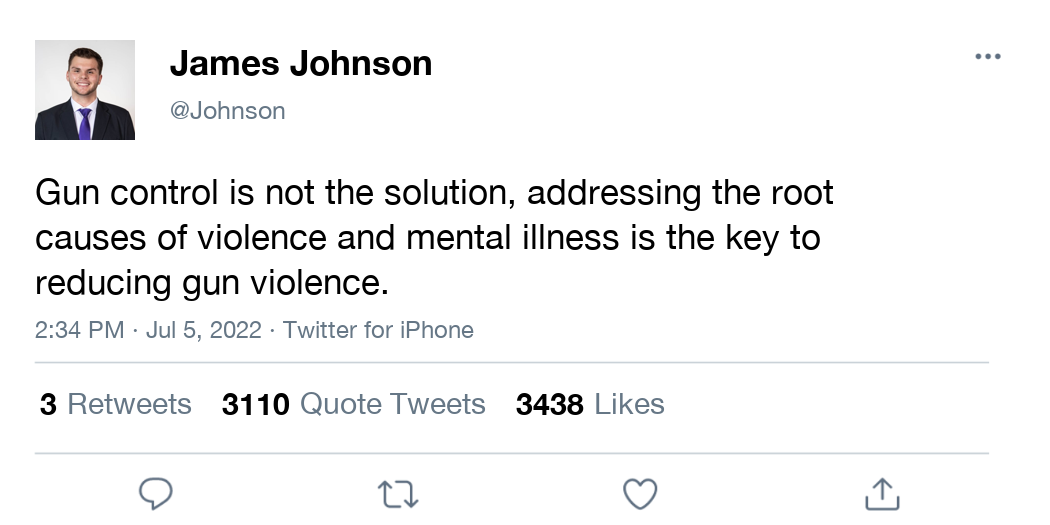 James Johnson
@Johnson
Gun control is not the solution, addressing the root
causes of violence and mental illness is the key to
reducing gun violence.
2:34 PM · Jul 5, 2022 · Twitter for iPhone
3 Retweets 3110 Quote Tweets 3438 Likes